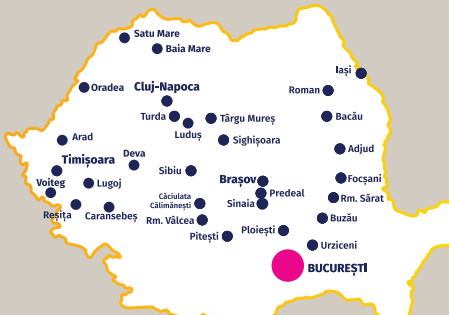 Satu Mare
Baia Mare
Iași
Oradea
Cluj-Napoca
Roman
Turda
Târgu Mureș
Bacău
Luduș
Arad
Sighișoara
Adjud
Timișoara
Deva
Sibiu
Brașov
Focșani
Voiteg
Lugoj
Predeal
Căciulata
Călimănești
Sinaia
Rm. Sărat
Reșița
Caransebeș
Rm. Vâlcea
Buzău
Pitești
Ploiești
Urziceni
BUCUREȘTI